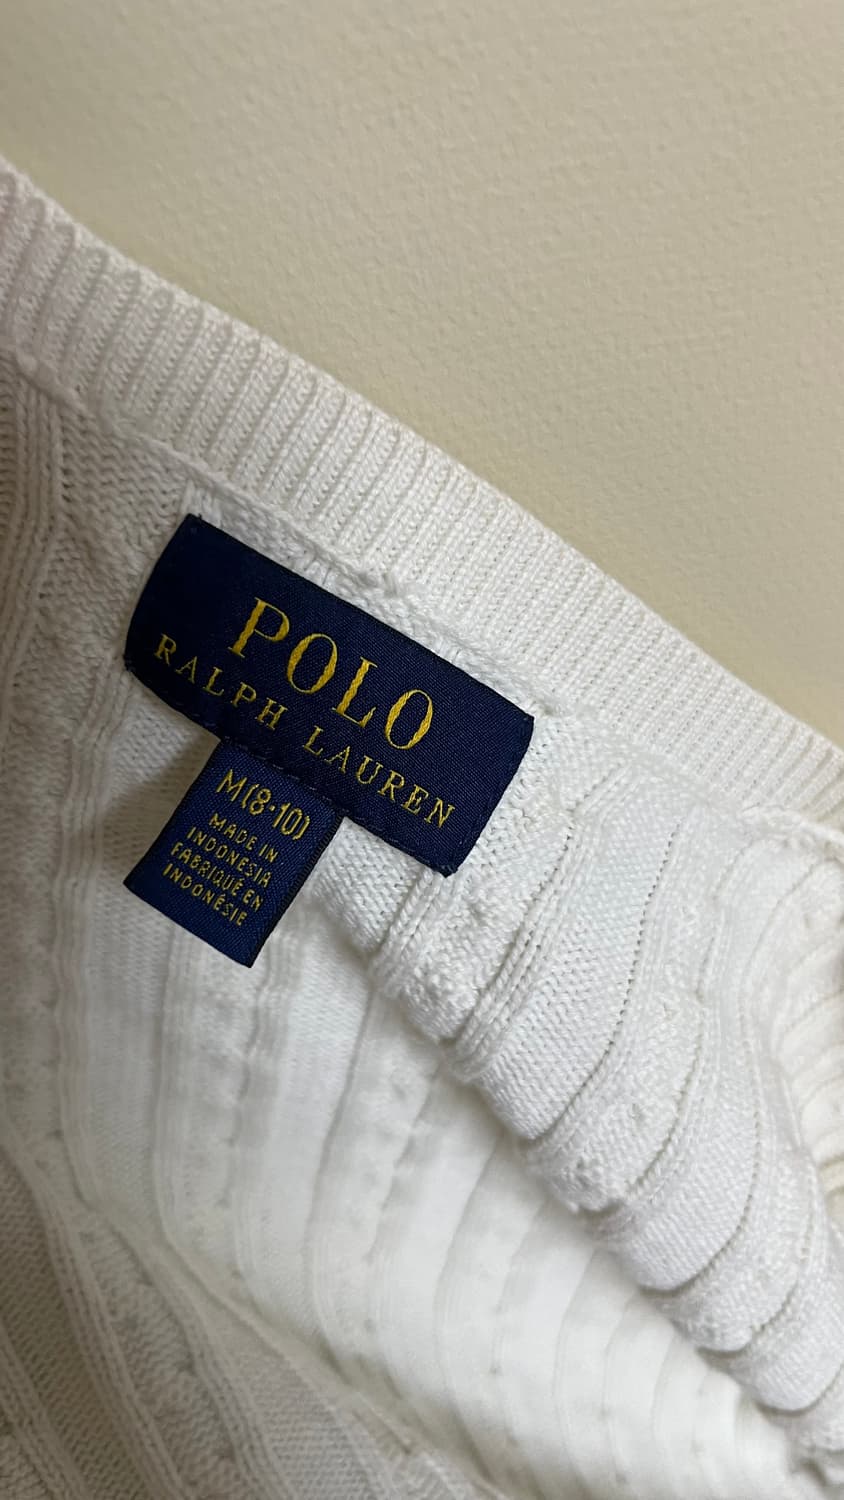 POLO
RALPH LAUREN
M(8-10)
MADE IN
INDONESIA
FABRIQUÉ EN
INDONÉSIE